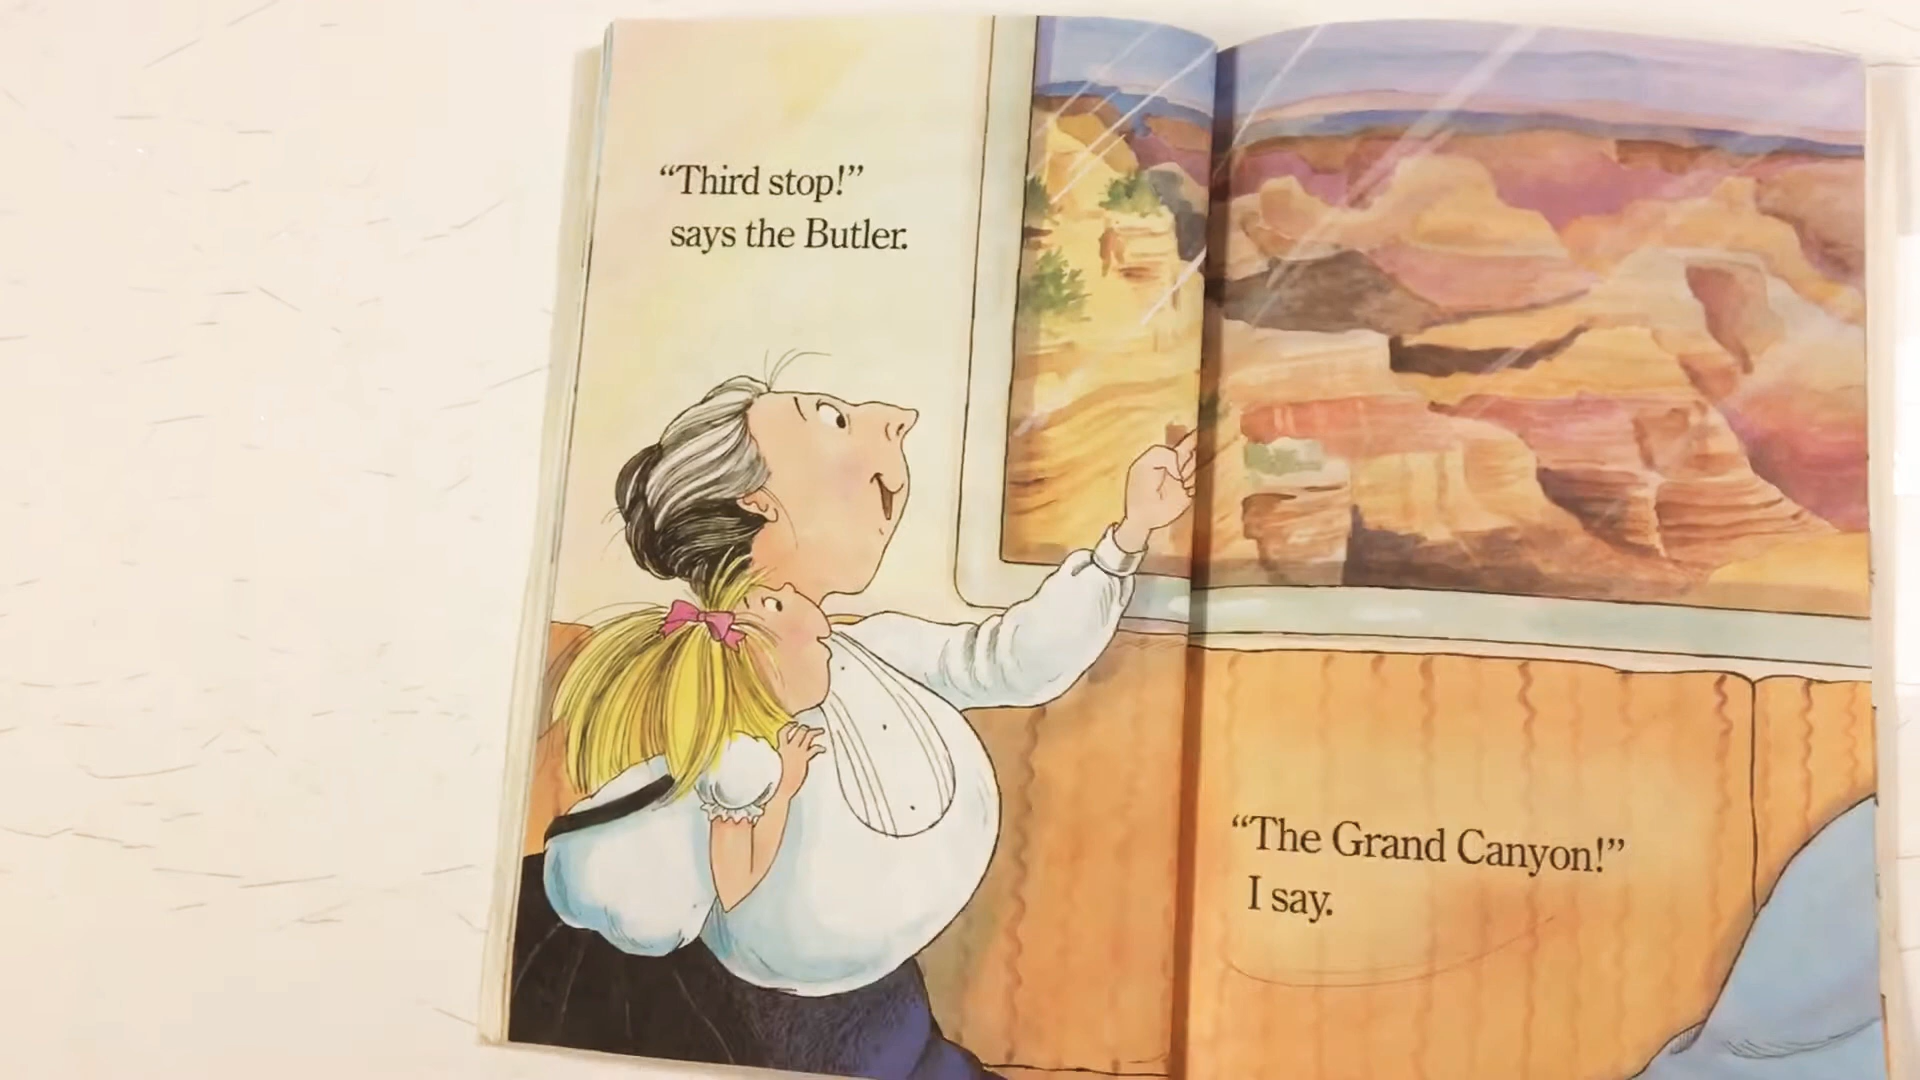 “Third stop!”
says the Butler.
“The Grand Canyon!”
I say.